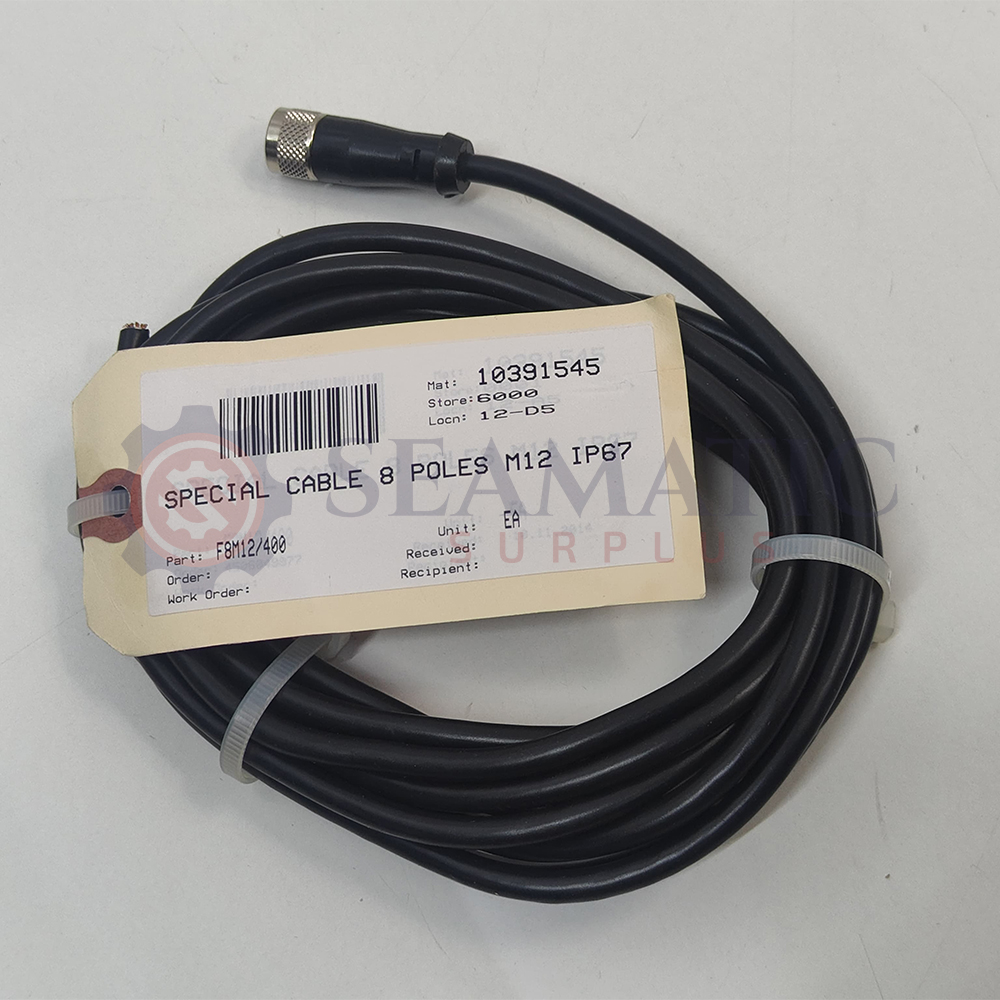 Mat: 10391545
Store: 6000
Locn: 12-D5
SPECIAL CABLE 8 POLES M12 IP67
Part: F8M12/400
Unit: EA
Order:
Received:
Work Order:
Recipient:
SEAMATIC
SURPLUS